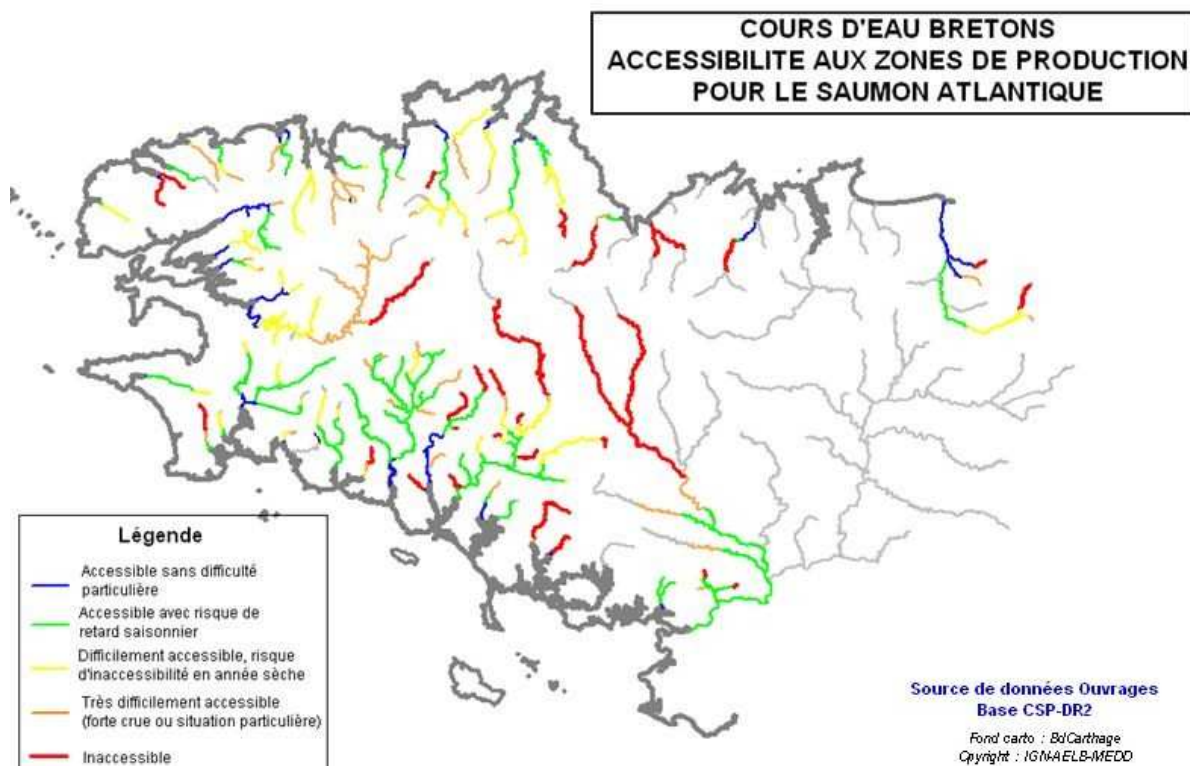 COURS D'EAU BRETONS
ACCESSIBILITE AUX ZONES DE PRODUCTION
POUR LE SAUMON ATLANTIQUE
Légende
Accessible sans difficulté
particulière
Accessible avec risque de
retard saisonnier
Difficilement accessible, risque
d'inaccessibilité en année sèche
Très difficilement accessible
(forte crue ou situation particulière)
Inaccessible
Source de données Ouvrages
Base CSP-DR2
Fond carto : BdCarthage
Cpyright : IGN-AELB-MEDD